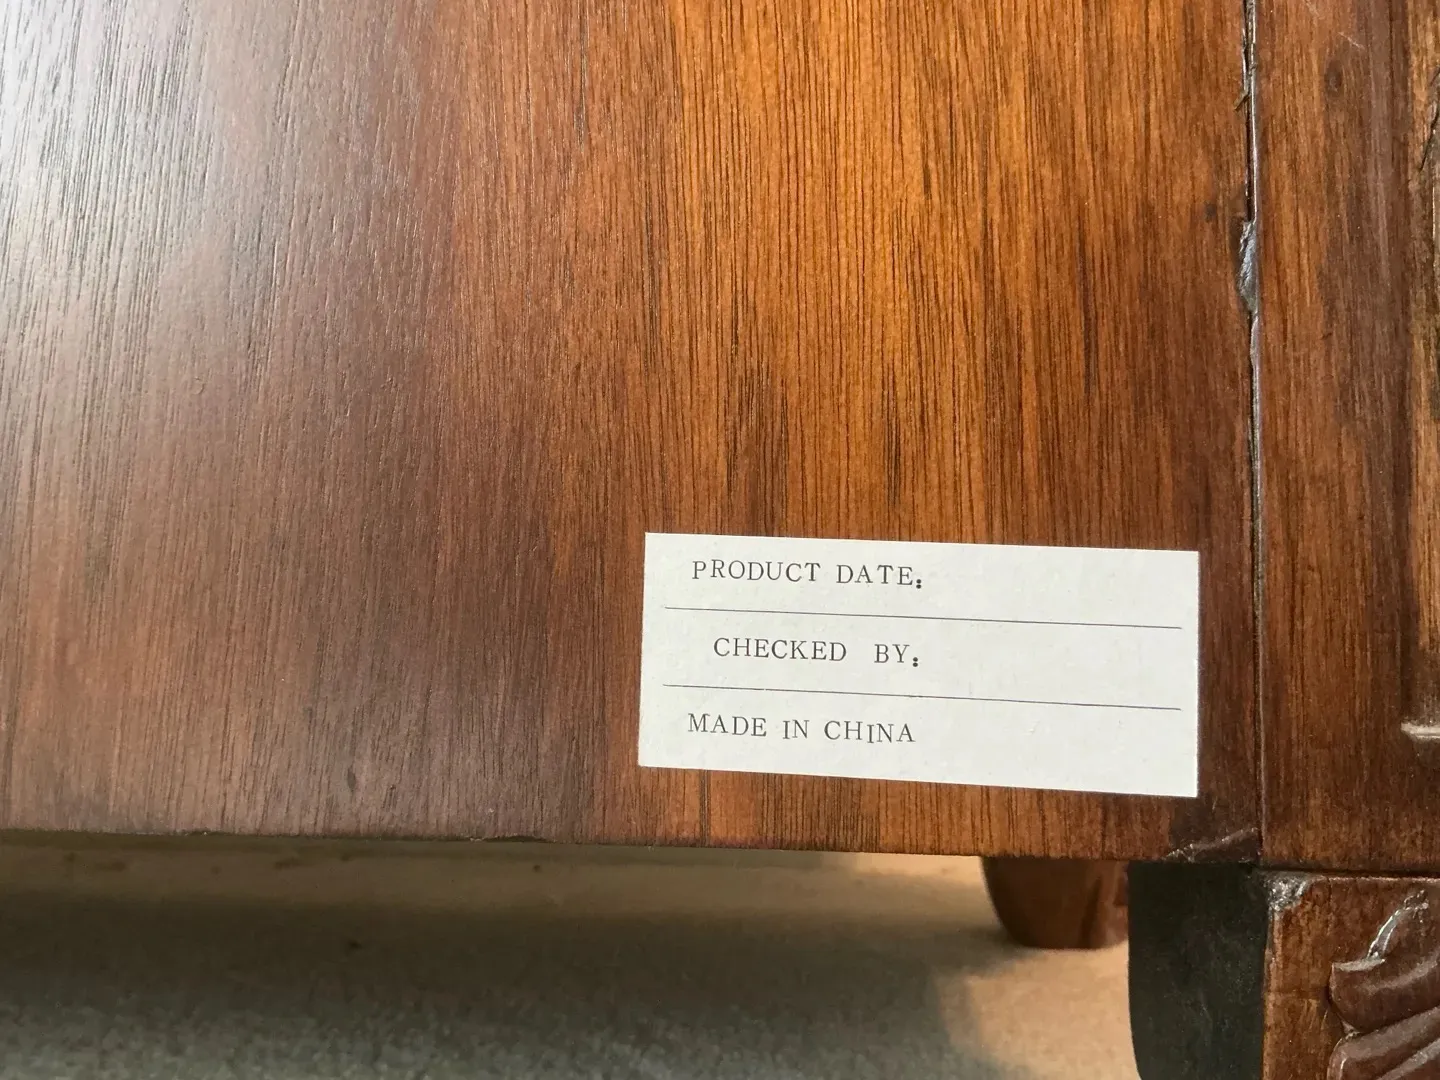 PRODUCT DATE:
CHECKED BY:
MADE IN CHINA